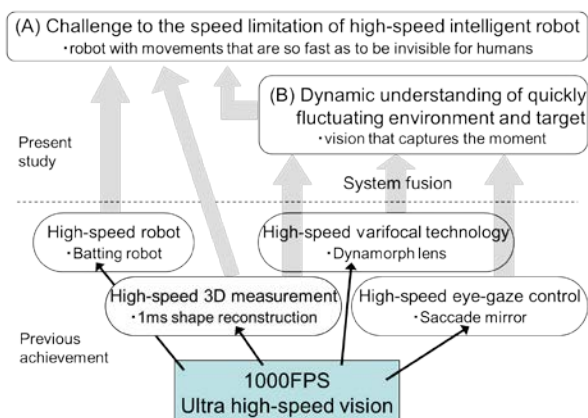 (A) Challenge to the speed limitation of high-speed intelligent robot
・robot with movements that are so fast as to be invisible for humans
(B) Dynamic understanding of quickly
fluctuating environment and target
・vision that captures the moment
Present
study
System fusion
High-speed robot
・Batting robot
High-speed varifocal technology
・Dynamorph lens
High-speed 3D measurement
・1ms shape reconstruction
High-speed eye-gaze control
・Saccade mirror
Previous
achievement
1000FPS
Ultra high-speed vision